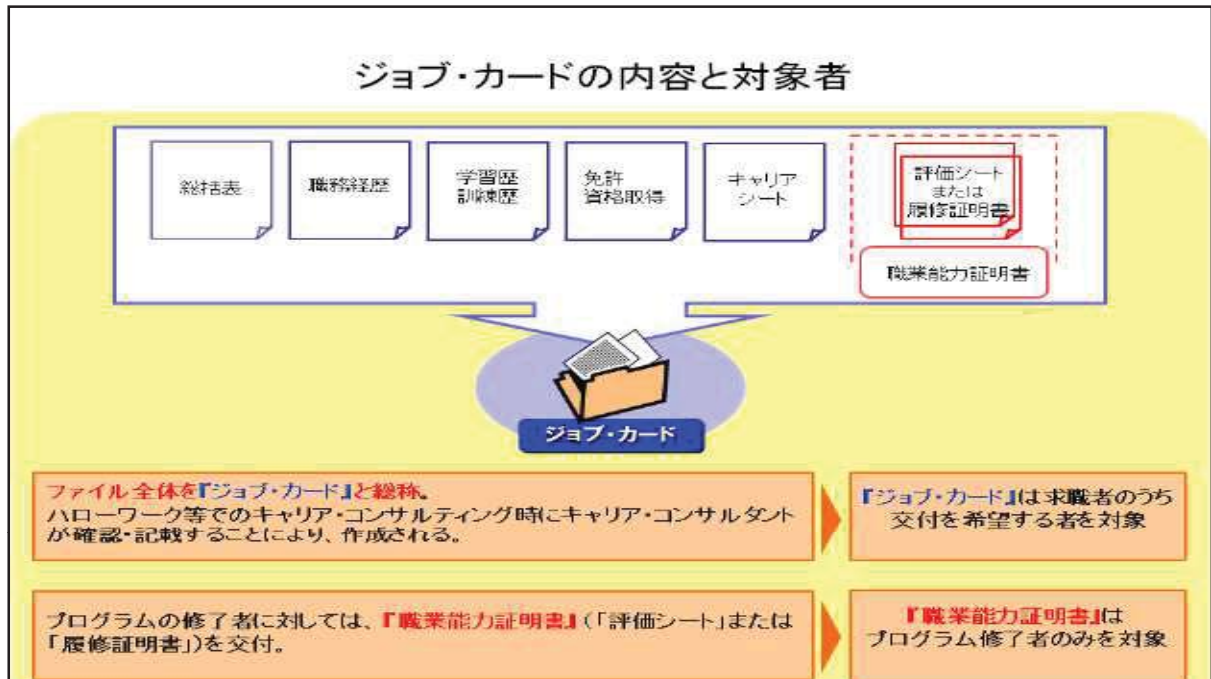 ジョブ・カードの内容と対象者
総括表
職務経歴
学習歴
訓練歴
免許
資格取得
キャリア
シート
評価シート
または
履修証明書
職業能力証明書
ジョブ・カード
ファイル全体を『ジョブ・カード』と総称。
ハローワーク等でのキャリア・コンサルティング時にキャリア・コンサルタント
が確認・記載することにより、作成される。
『ジョブ・カード』は求職者のうち
交付を希望する者を対象
プログラムの修了者に対しては、『職業能力証明書』(「評価シート」または
「履修証明書」)を交付。
『職業能力証明書』は
プログラム修了者のみを対象